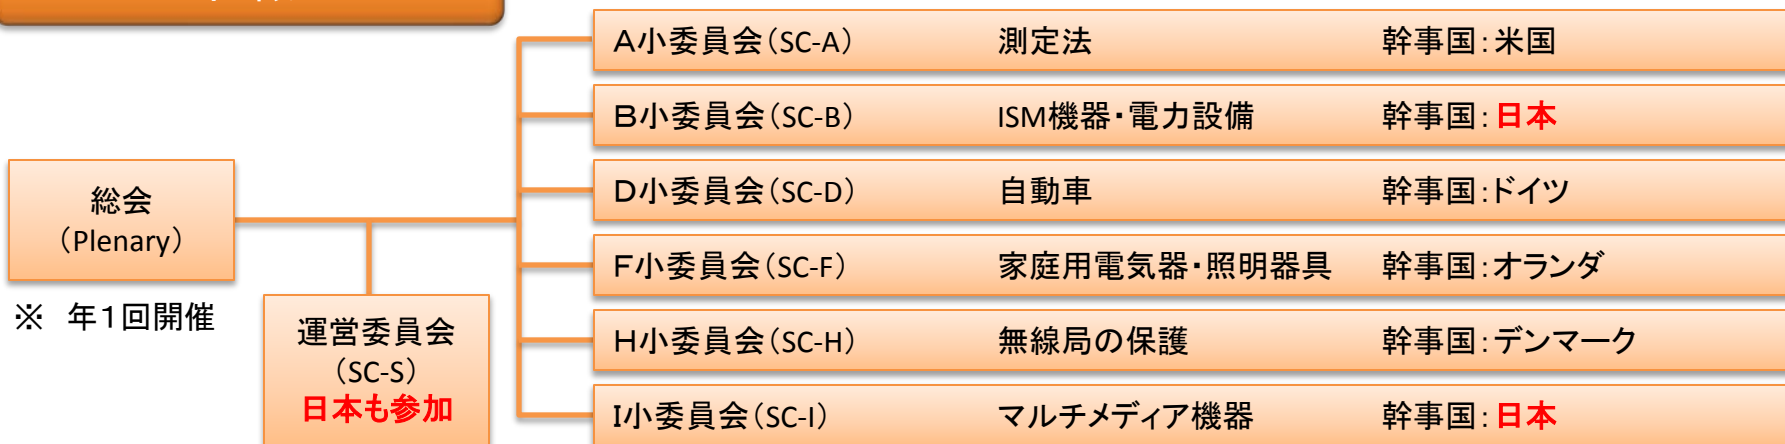 総会
（Plenary）
※　年１回開催
運営委員会
（SC-S）
日本も参加
Ａ小委員会（SC-A）　測定法　幹事国：米国
Ｂ小委員会（SC-B）　ISM機器・電力設備　幹事国：日本
Ｄ小委員会（SC-D）　自動車　幹事国：ドイツ
Ｆ小委員会（SC-F）　家庭用電気器・照明器具　幹事国：オランダ
Ｈ小委員会（SC-H）　無線局の保護　幹事国：デンマーク
I小委員会（SC-I）　マルチメディア機器　幹事国：日本